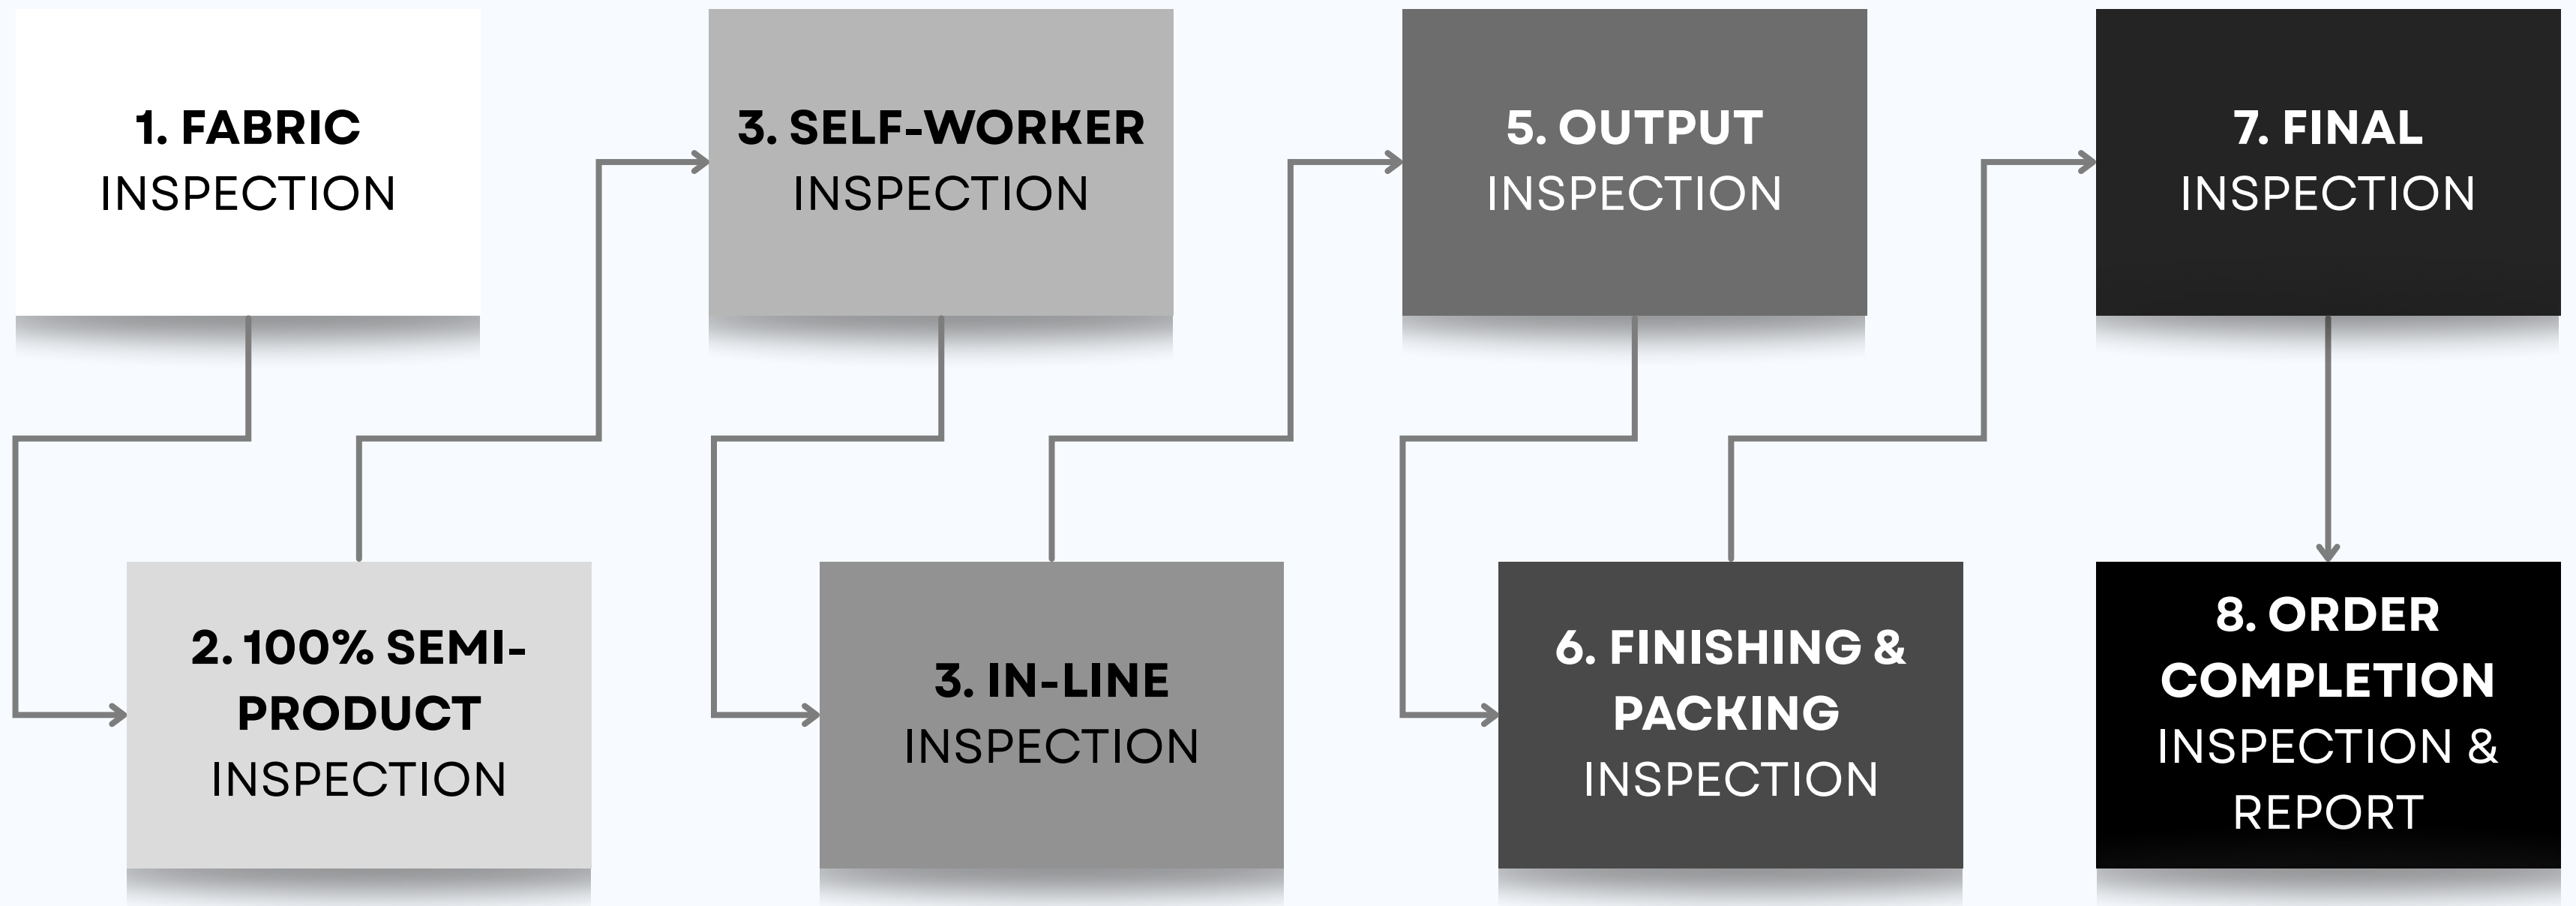 1. FABRIC
INSPECTION
2. 100% SEMI-
PRODUCT
INSPECTION
3. SELF-WORKER
INSPECTION
3. IN-LINE
INSPECTION
5. OUTPUT
INSPECTION
6. FINISHING &
PACKING
INSPECTION
7. FINAL
INSPECTION
8. ORDER
COMPLETION
INSPECTION &
REPORT